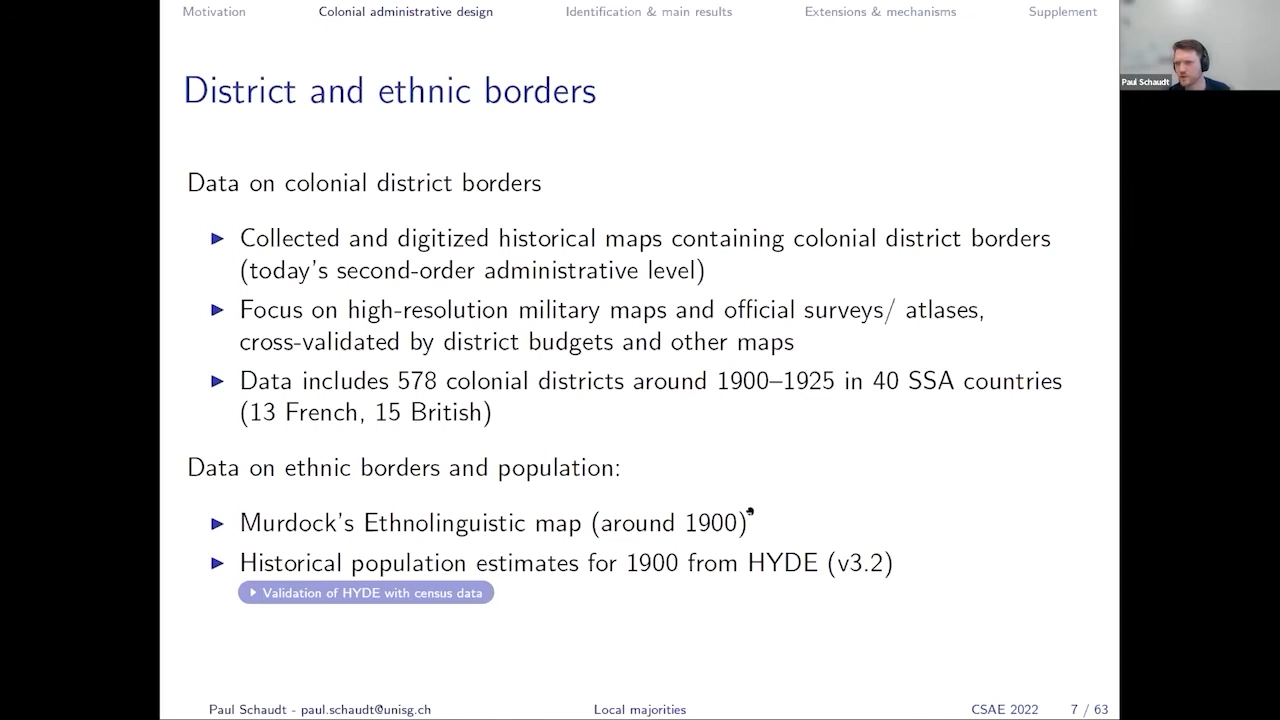 Motivation Colonial administrative design Identification & main results Extensions & mechanisms Supplement
Paul Schaudt
District and ethnic borders
Data on colonial district borders
Collected and digitized historical maps containing colonial district borders
(today's second-order administrative level)
Focus on high-resolution military maps and official surveys/ atlases,
cross-validated by district budgets and other maps
Data includes 578 colonial districts around 1900–1925 in 40 SSA countries
(13 French, 15 British)
Data on ethnic borders and population:
Murdock's Ethnolinguistic map (around 1900)
Historical population estimates for 1900 from HYDE (v3.2)
Validation of HYDE with census data
Paul Schaudt - paul.schaudt@unisg.ch Local majorities CSAE 2022 7 / 63